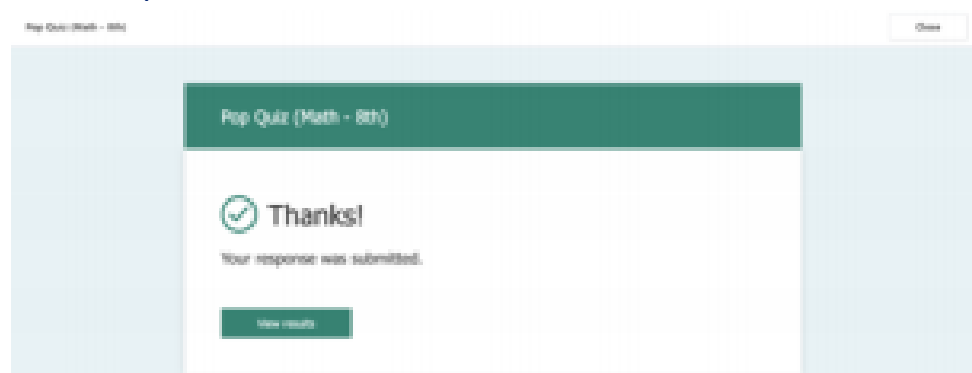 Pop Quiz (Math - 8th)
Close
Pop Quiz (Math - 8th)
Thanks!
Your response was submitted.
View results